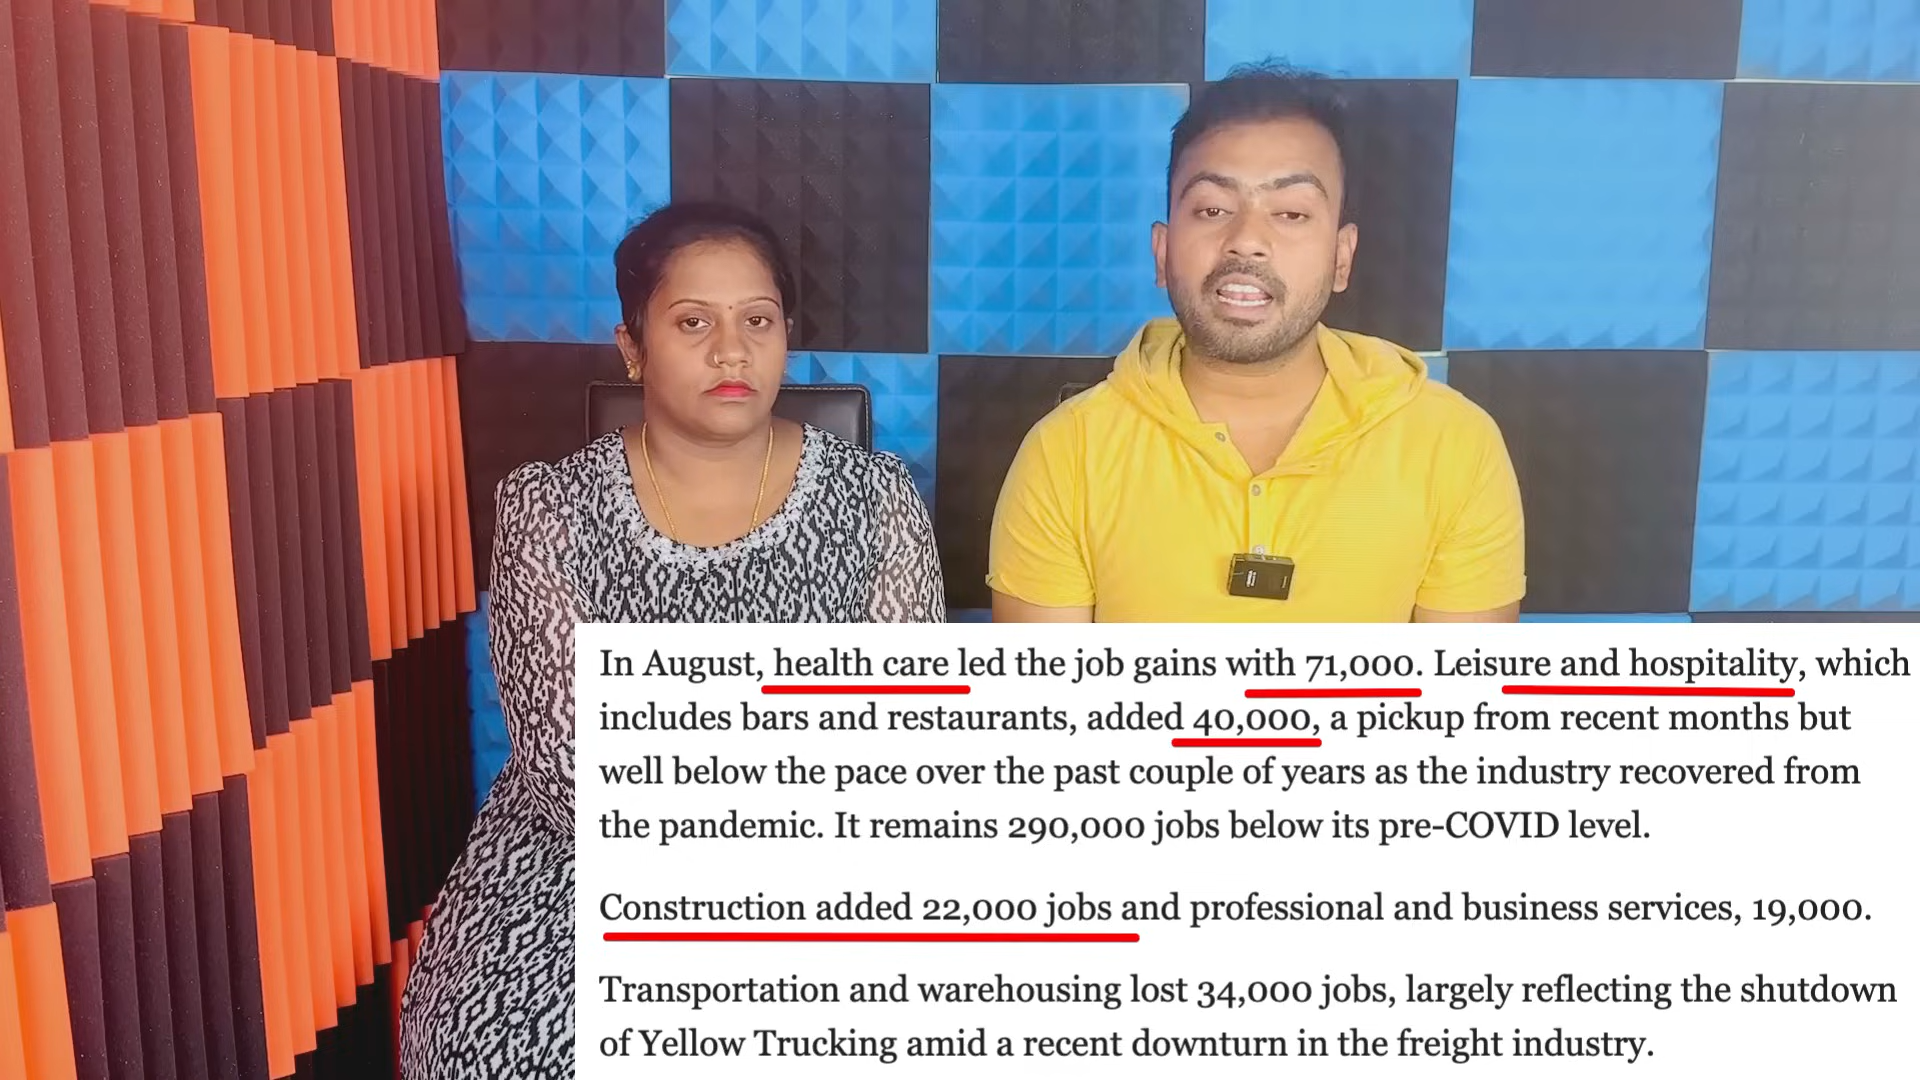 In August, health care led the job gains with 71,000. Leisure and hospitality, which
includes bars and restaurants, added 40,000, a pickup from recent months but
well below the pace over the past couple of years as the industry recovered from
the pandemic. It remains 290,000 jobs below its pre-COVID level.
Construction added 22,000 jobs and professional and business services, 19,000.
Transportation and warehousing lost 34,000 jobs, largely reflecting the shutdown
of Yellow Trucking amid a recent downturn in the freight industry.